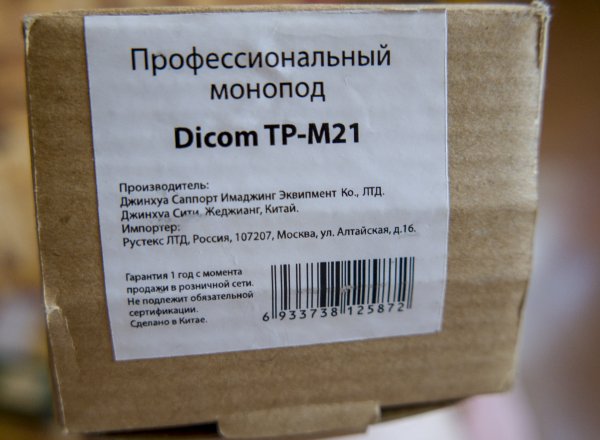 Профессиональный
монопод
Dicom TP-M21
Производитель:
Джинхуа Саппорт Имаджинг Эквипмент Ко., ЛТД.
Джинхуа Сити, Жеджианг, Китай.
Импортер:
Рустекс ЛТД, Россия, 107207, Москва, ул. Алтайская, д.16.
Гарантия 1 год с момента
продажи в розничной сети.
Не подлежит обязательной
сертификации.
Сделано в Китае.
6 933738 125872